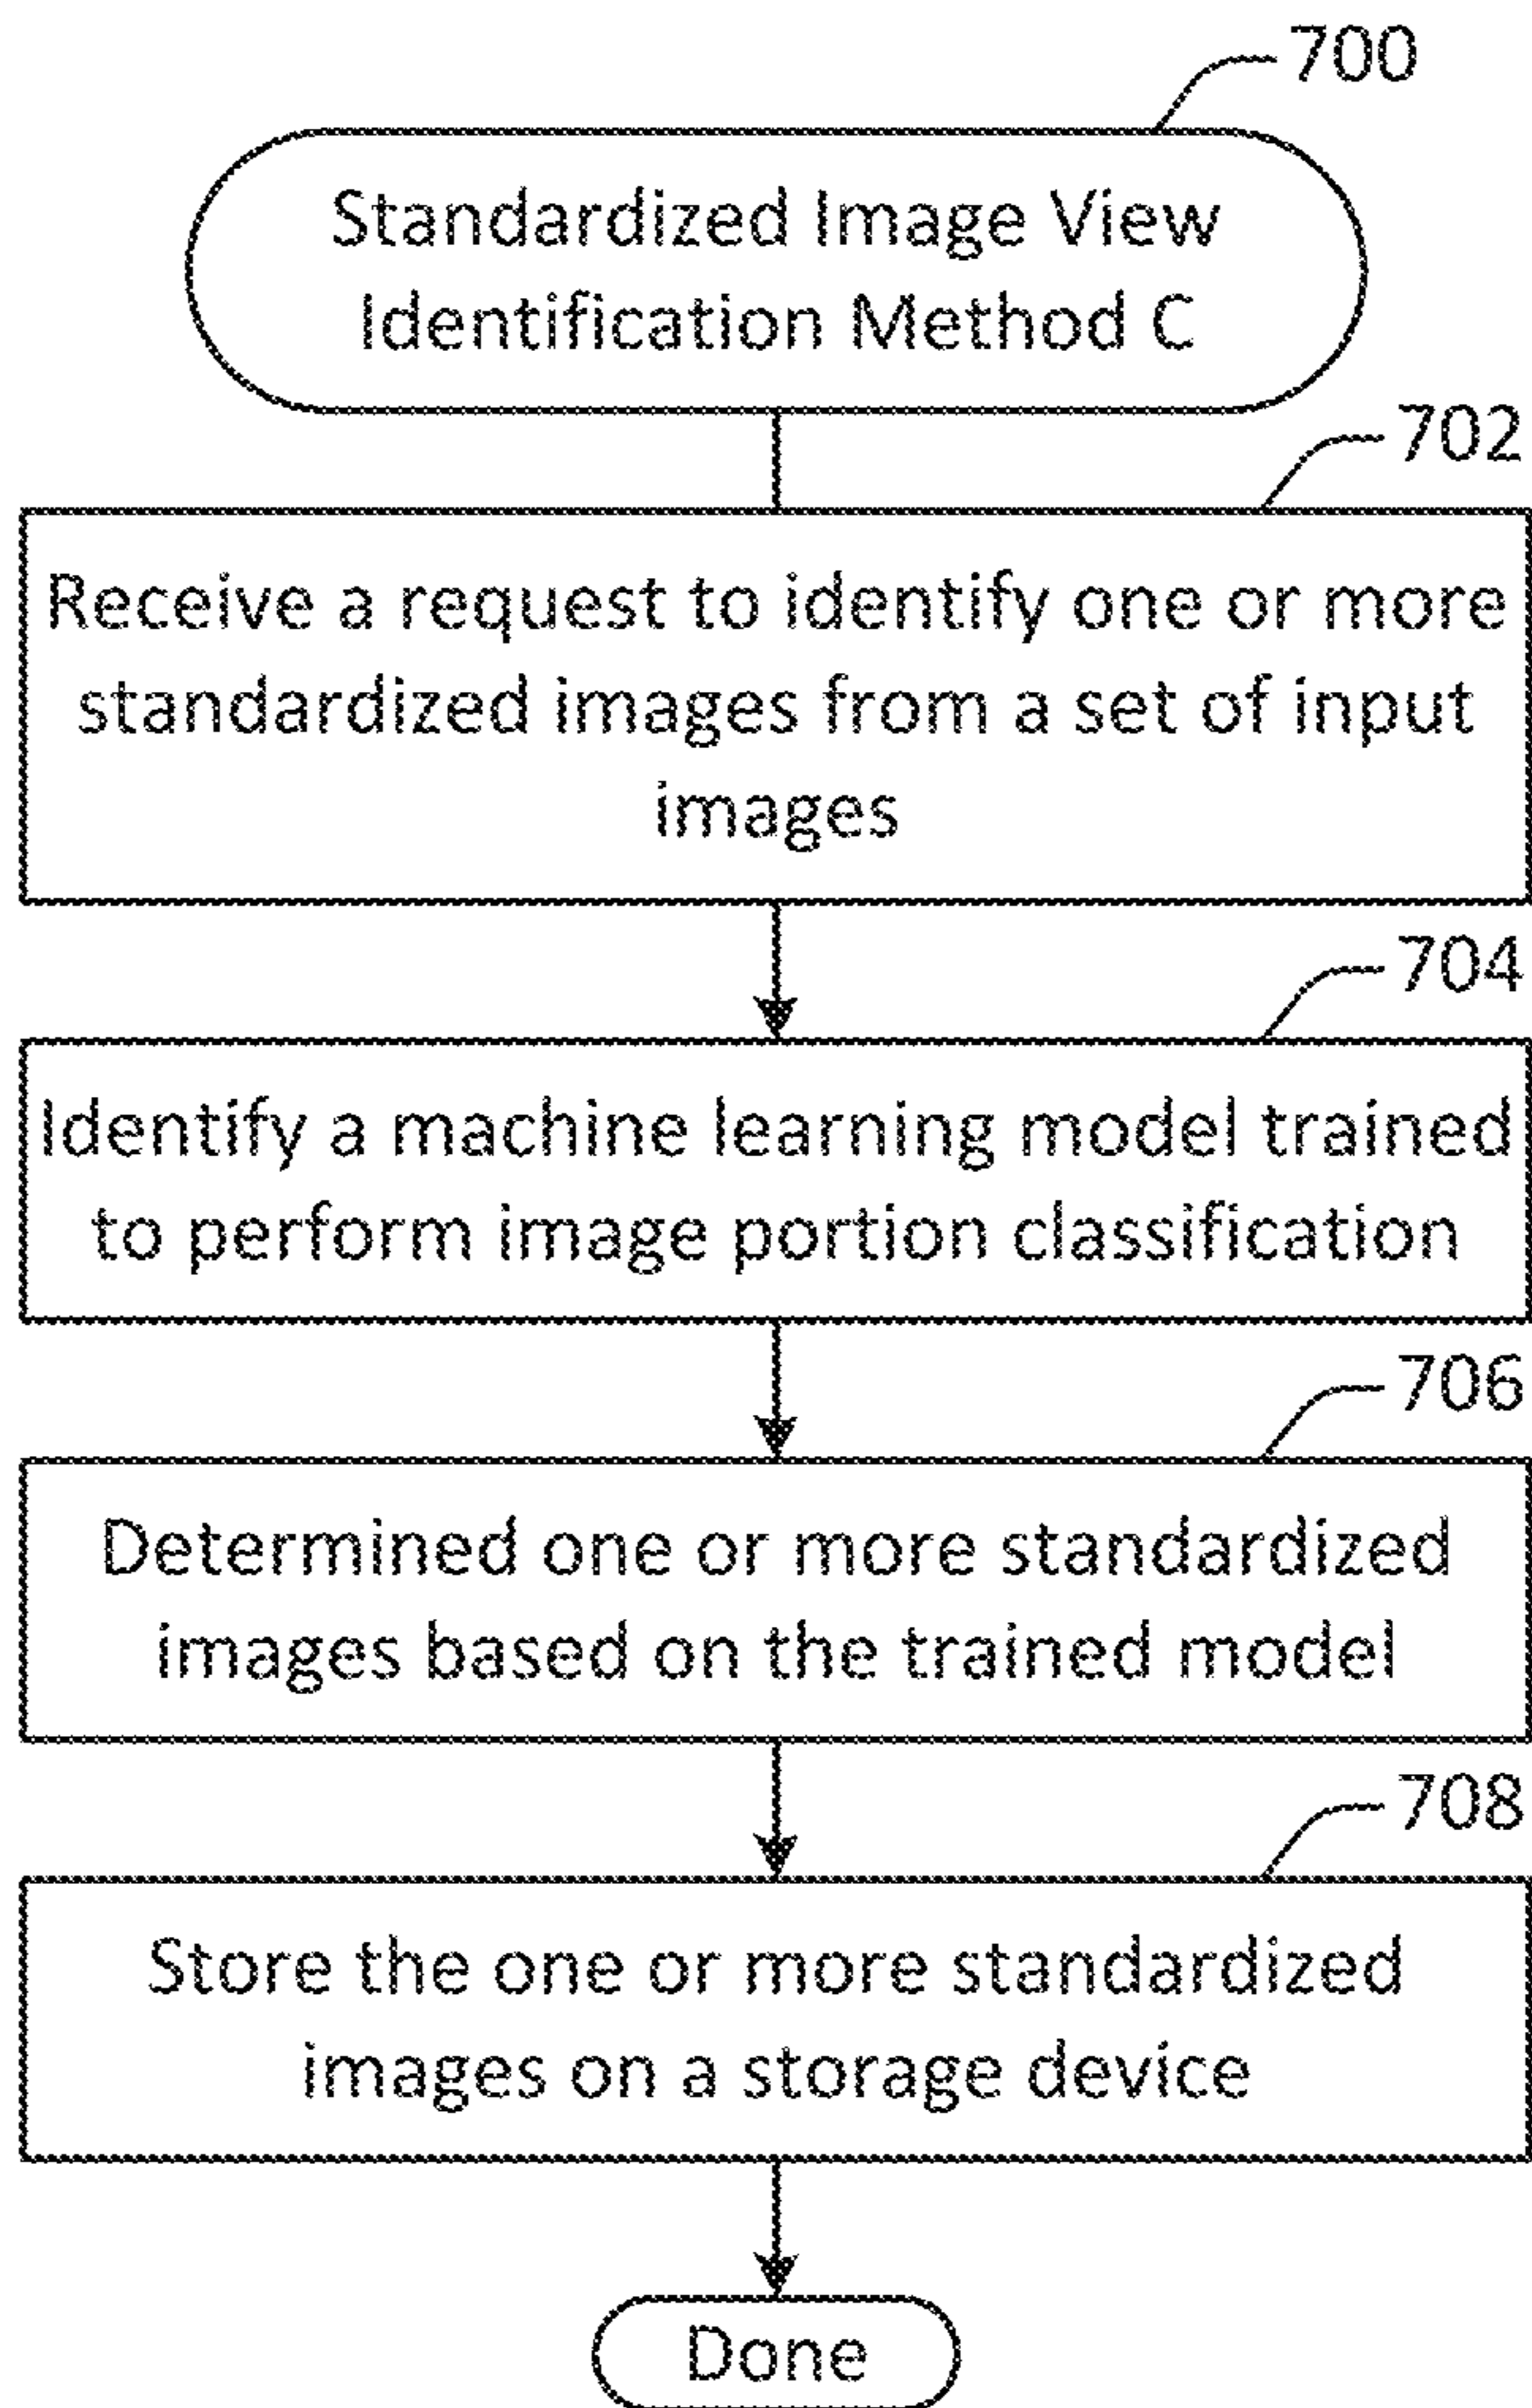 700
Standardized Image View
Identification Method C
702
Receive a request to identify one or more
standardized images from a set of input
images
704
Identify a machine learning model trained
to perform image portion classification
706
Determined one or more standardized
images based on the trained model
708
Store the one or more standardized
images on a storage device
Done